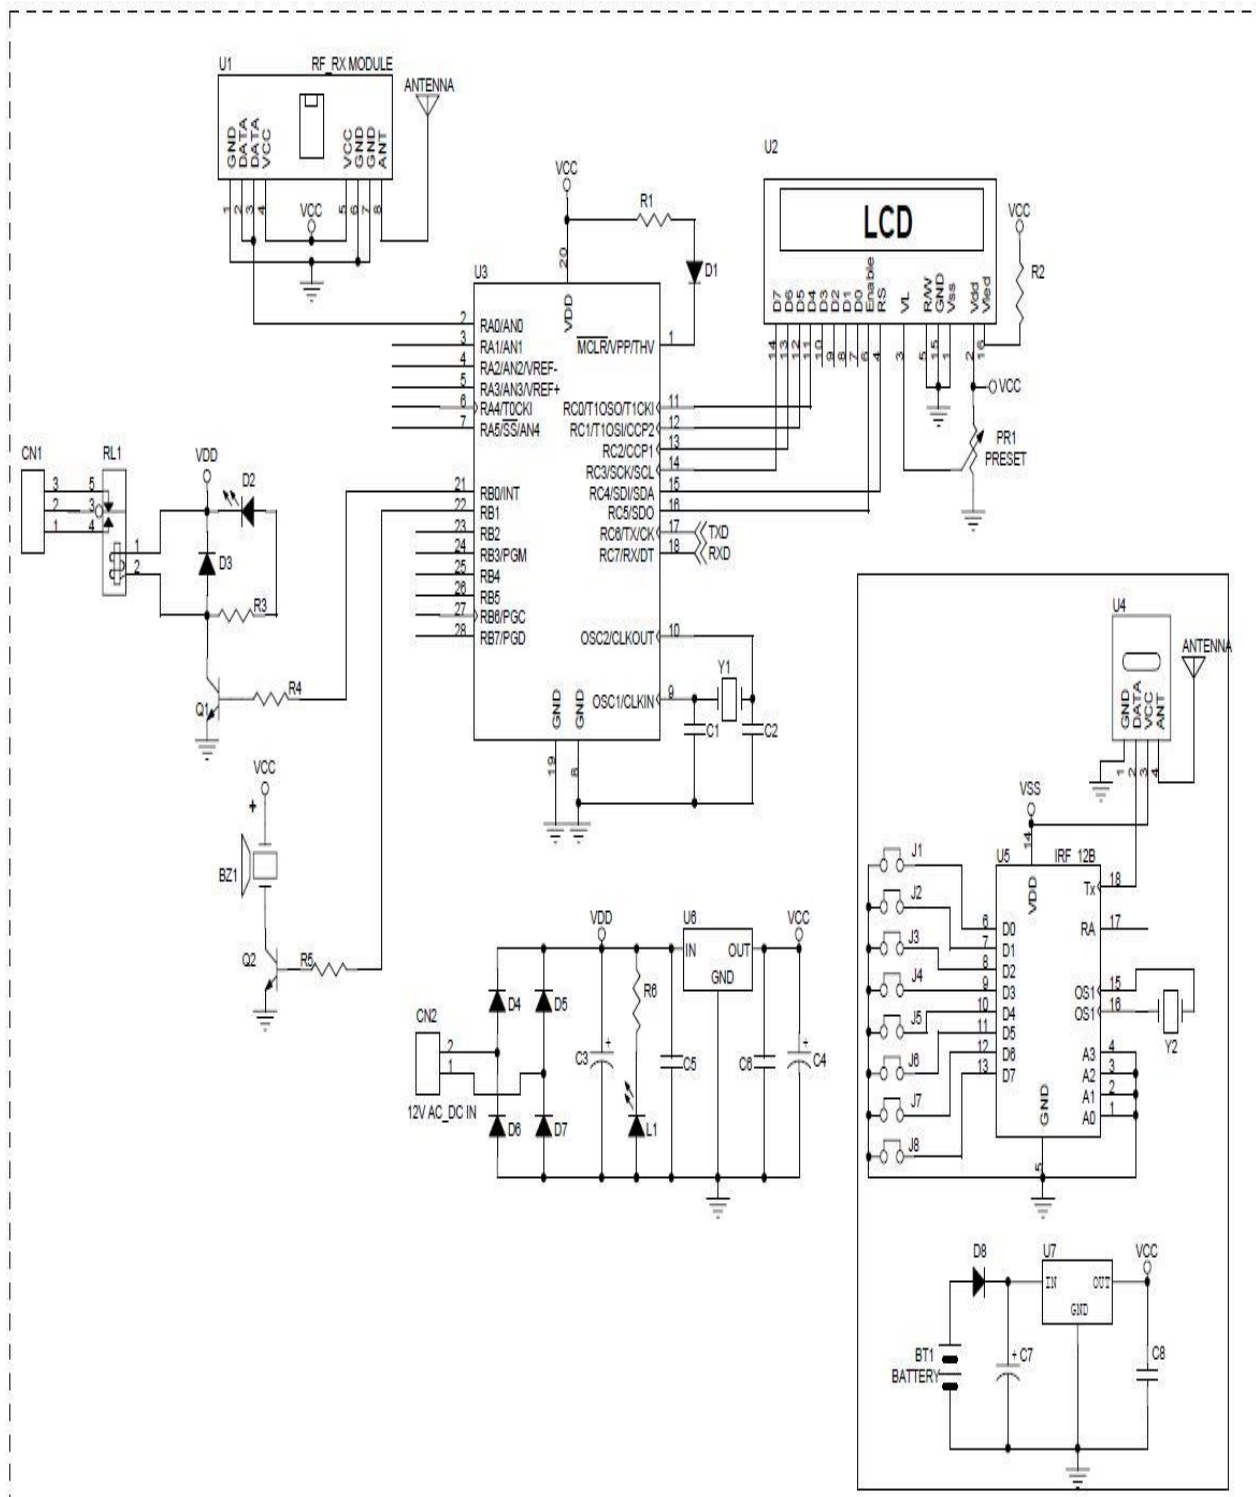 U1 RF_RX MODULE
ANTENNA
GND
DATA
DATA
VCC
VCC
GND
GND
ANT
1
2
3
4
5
6
7
8
VCC
VCC
R1
D1
20
U3
VDD
2 RA0/AN0
3 RA1/AN1
4 RA2/AN2/VREF-
5 RA3/AN3/VREF+
6 RA4/T0CKI
7 RA5/SS/AN4
21 RB0/INT
22 RB1
23 RB2
24 RB3/PGM
25 RB4
26 RB5
27 RB6/PGC
28 RB7/PGD
MCLR/VPP/THV 1
RC0/T1OSO/T1CKI 11
RC1/T1OSI/CCP2 12
RC2/CCP1 13
RC3/SCK/SCL 14
RC4/SDI/SDA 15
RC5/SDO 16
RC6/TX/CK 17 TXD
RC7/RX/DT 18 RXD
OSC2/CLKOUT 10
OSC1/CLKIN 9
GND
GND
19
8
Y1
C1
C2
U2
LCD
D7
D6
D5
D4
D3
D2
D1
D0
Enable
RS
VL
R/W
GND
Vss
Vdd
Vled
14
13
12
11
10
9
8
7
6
4
3
5
15
1
2
16
VCC
R2
VCC
PR1
PRESET
CN1
3
2
1
RL1
5
3
4
1
2
VDD
D2
D3
R3
R4
Q1
VCC
+
BZ1
Q2
R5
CN2
2
1
12V AC_DC IN
D4
D5
D6
D7
VDD
C3
+
R6
L1
C5
U6
IN
OUT
GND
C6
VCC
+
C4
U4
ANTENNA
GND
DATA
VCC
ANT
1
2
3
4
VSS
14
U5 IRF 12B
VDD
J1
J2
J3
J4
J5
J6
J7
J8
6 D0
7 D1
8 D2
9 D3
10 D4
11 D5
12 D6
13 D7
Tx 18
RA 17
OS1 15
OS1 16
A3 4
A2 3
A1 2
A0 1
GND
5
Y2
D8
U7
IN
OUT
GND
VCC
BT1
BATTERY
+
C7
C8